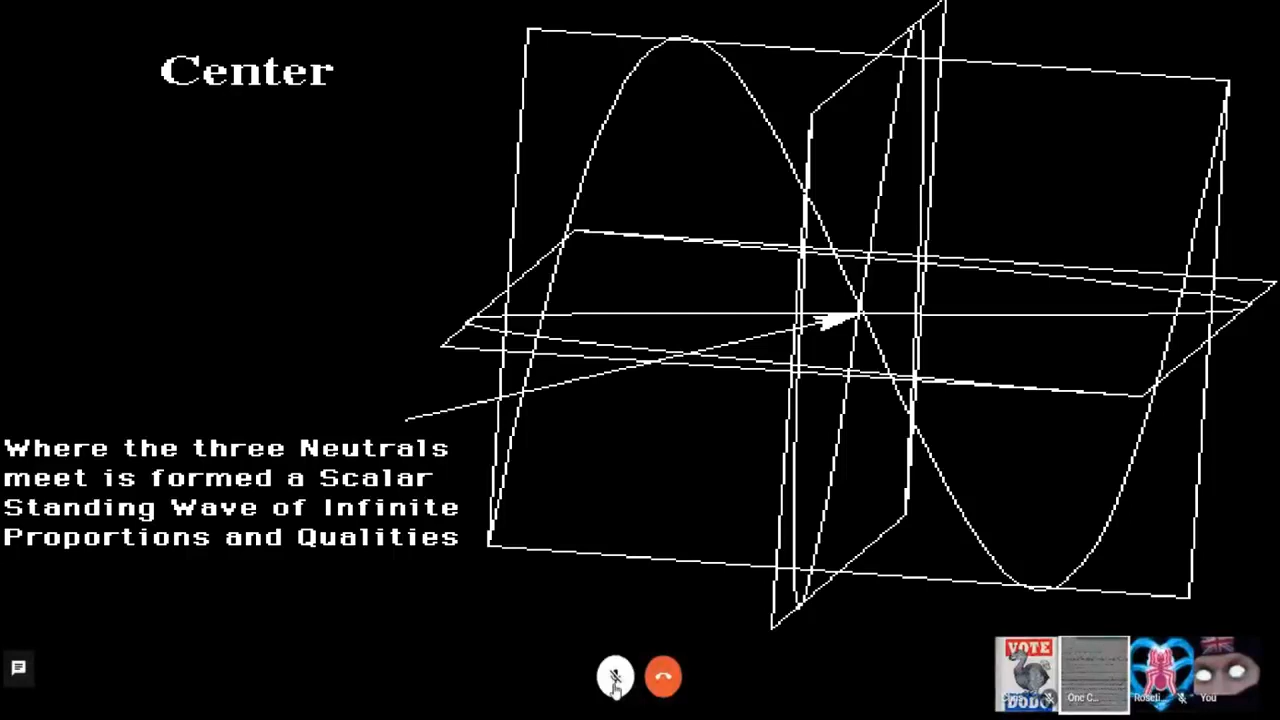 Center
Where the three Neutrals
meet is formed a Scalar
Standing Wave of Infinite
Proportions and Qualities
VOTE
DODO
One C...
Roseti...
You